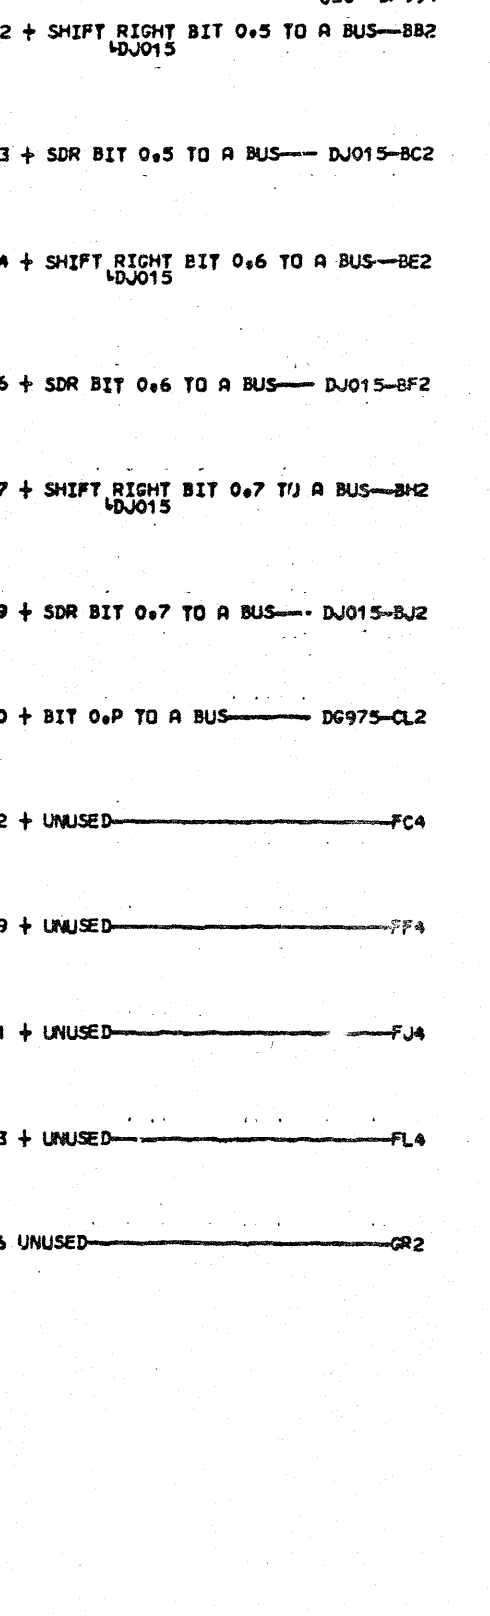 2 + SHIFT RIGHT BIT 0.5 TO A BUS——BB2
↳DJ015
3 + SDR BIT 0.5 TO A BUS—— DJ015-BC2
4 + SHIFT RIGHT BIT 0.6 TO A BUS——BE2
↳DJ015
6 + SDR BIT 0.6 TO A BUS—— DJ015-BF2
7 + SHIFT RIGHT BIT 0.7 TO A BUS——BH2
↳DJ015
9 + SDR BIT 0.7 TO A BUS—— DJ015-BJ2
0 + BIT 0.P TO A BUS———— DG975-CL2
2 + UNUSED————————FC4
9 + UNUSED————————FF4
1 + UNUSED————————FJ4
3 + UNUSED————————FL4
6 UNUSED————————GR2